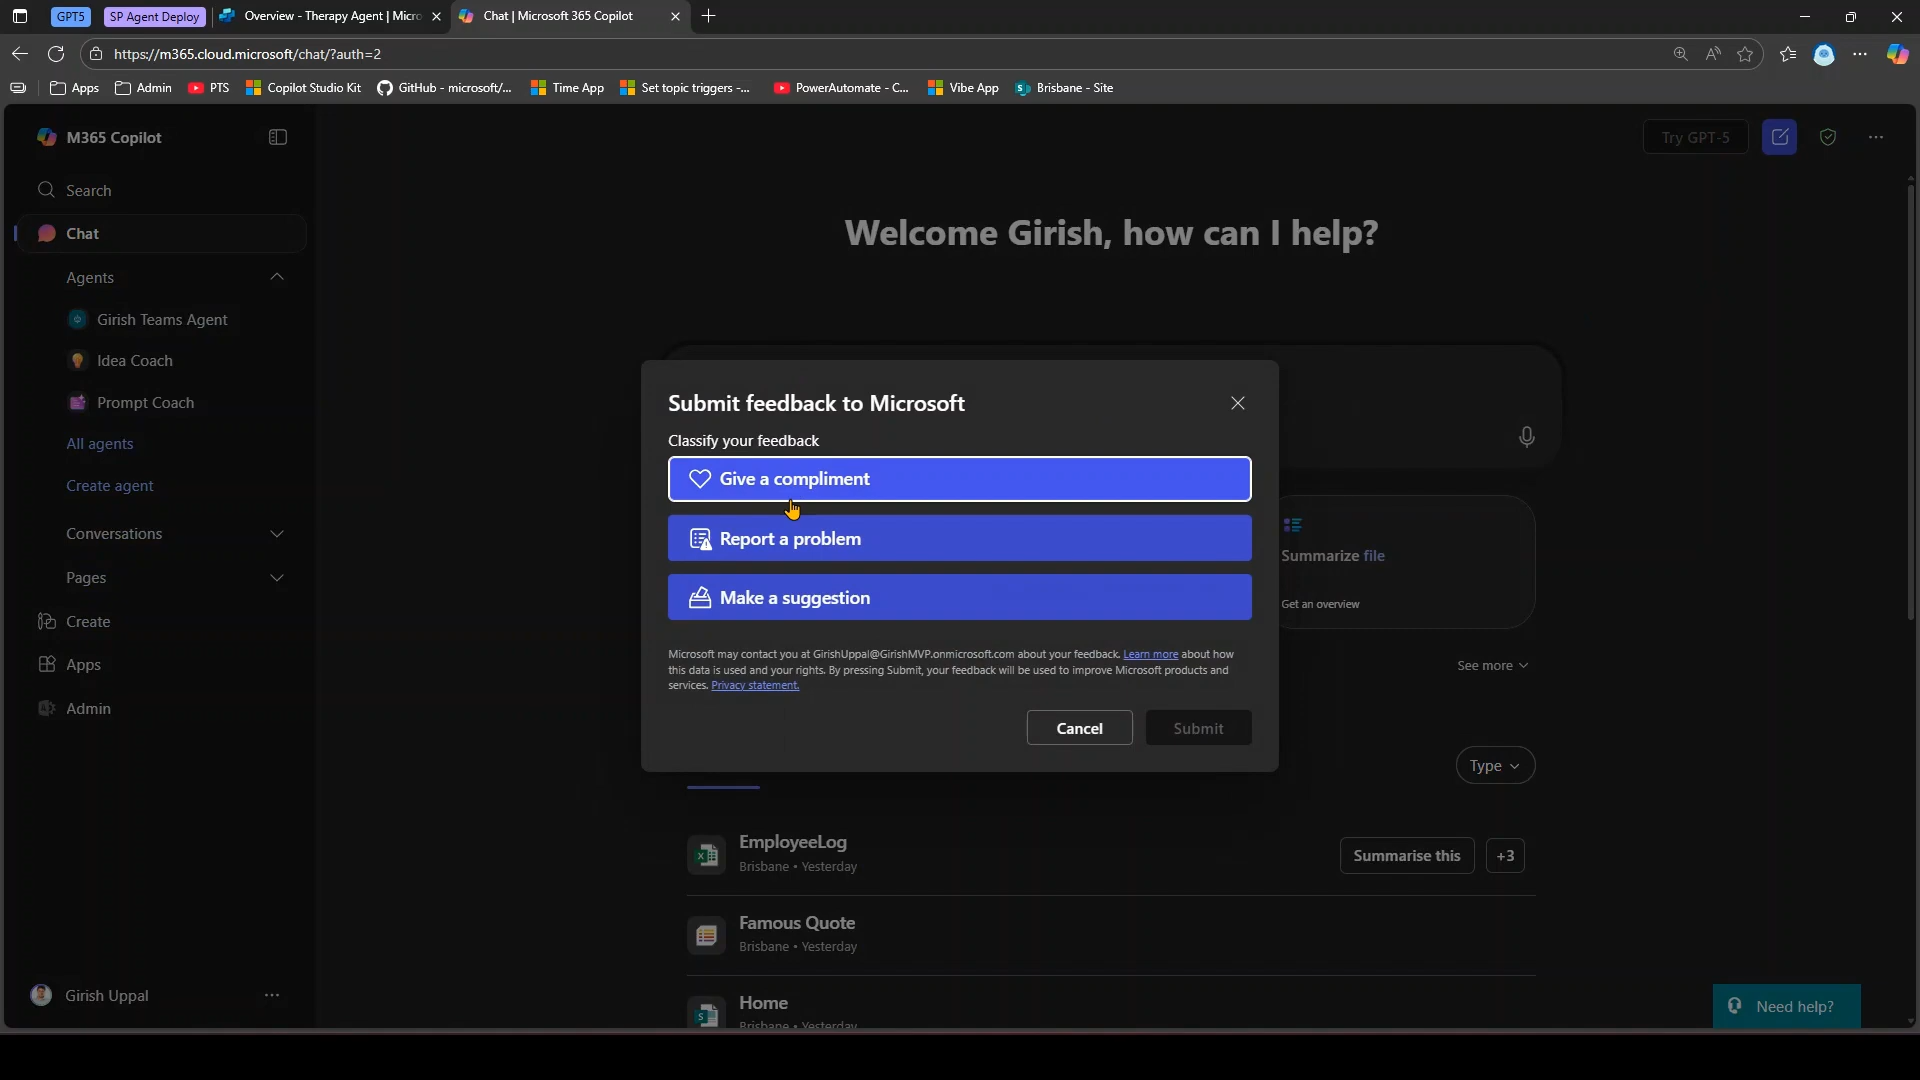 GPT5
SP Agent Deploy
Overview - Therapy Agent | Micro
Chat | Microsoft 365 Copilot
https://m365.cloud.microsoft/chat/?auth=2
Apps
Admin
PTS
Copilot Studio Kit
GitHub - microsoft/...
Time App
Set topic triggers -...
PowerAutomate - C...
Vibe App
Brisbane - Site
M365 Copilot
Try GPT-5
Search
Chat
Welcome Girish, how can I help?
Agents
Girish Teams Agent
Idea Coach
Prompt Coach
All agents
Create agent
Conversations
Pages
Create
Apps
Admin
Submit feedback to Microsoft
Classify your feedback
Give a compliment
Report a problem
Make a suggestion
Microsoft may contact you at GirishUppal@GirishMVP.onmicrosoft.com about your feedback. Learn more about how
this data is used and your rights. By pressing Submit, your feedback will be used to improve Microsoft products and
services. Privacy statement.
Cancel
Submit
Summarize file
Get an overview
See more
Type
EmployeeLog
Brisbane • Yesterday
Summarise this
+3
Famous Quote
Brisbane • Yesterday
Home
Brisbane • Yesterday
Girish Uppal
Need help?